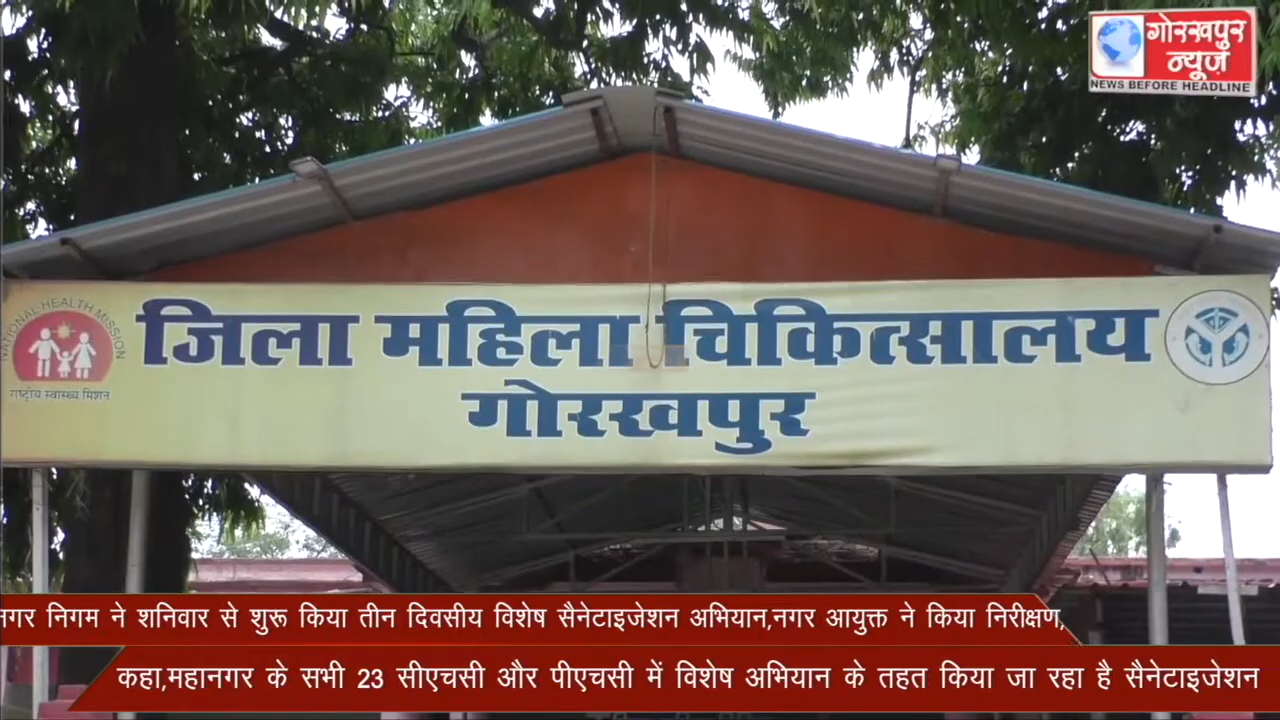 गोरखपुर
न्यूज़
NEWS BEFORE HEADLINE
NATIONAL HEALTH MISSION
राष्ट्रीय स्वास्थ्य मिशन
जिला महिला चिकित्सालय
गोरखपुर
नगर निगम ने शनिवार से शुरू किया तीन दिवसीय विशेष सैनेटाइजेशन अभियान,नगर आयुक्त ने किया निरीक्षण,
कहा,महानगर के सभी 23 सीएचसी और पीएचसी में विशेष अभियान के तहत किया जा रहा है सैनेटाइजेशन